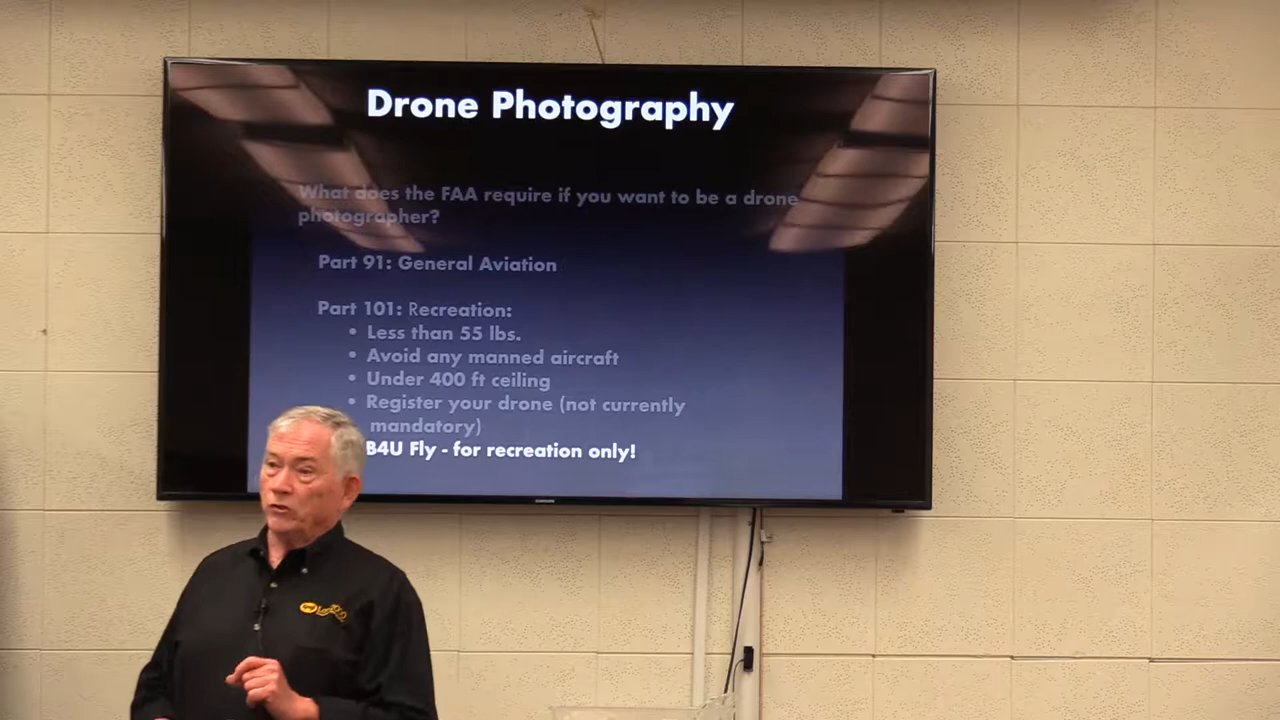 Drone Photography
What does the FAA require if you want to be a drone
photographer?
Part 91: General Aviation
Part 101: Recreation:
• Less than 55 lbs.
• Avoid any manned aircraft
• Under 400 ft ceiling
• Register your drone (not currently
mandatory)
B4U Fly - for recreation only!
SAMSUNG